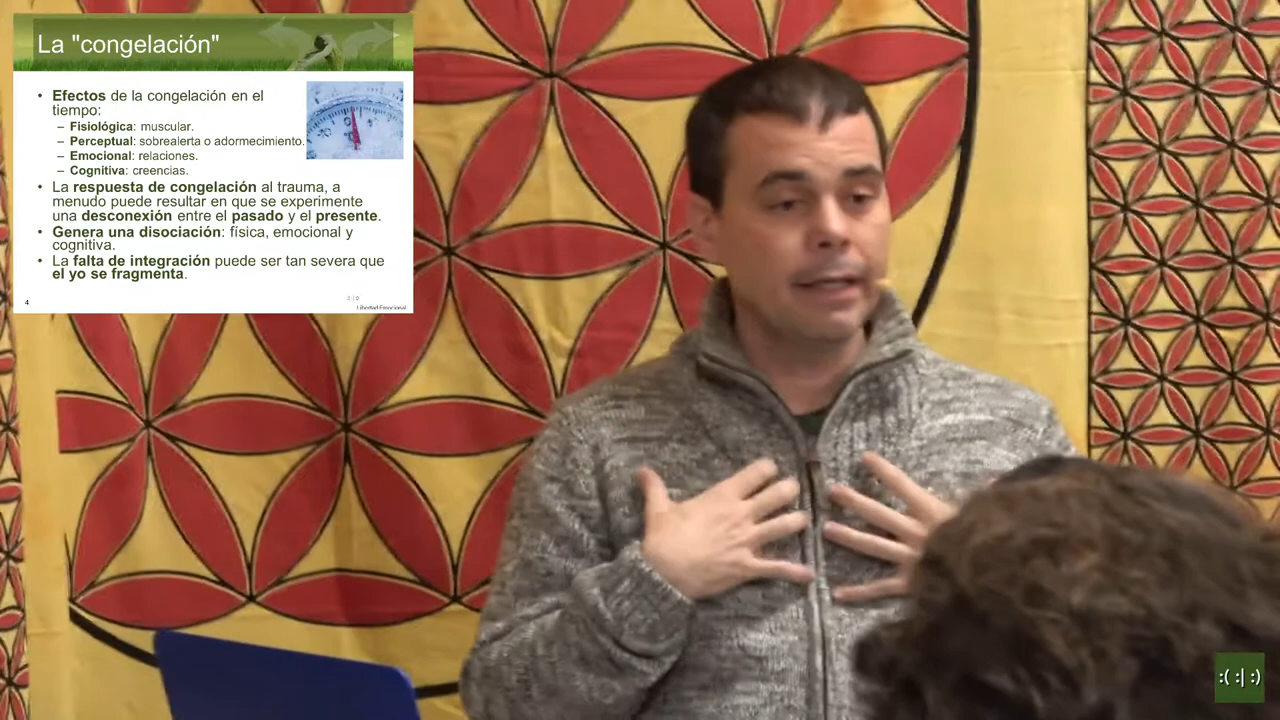 La "congelación"
• Efectos de la congelación en el
tiempo:
– Fisiológica: muscular.
– Perceptual: sobrealerta o adormecimiento.
– Emocional: relaciones.
– Cognitiva: creencias.
• La respuesta de congelación al trauma, a
menudo puede resultar en que se experimente
una desconexión entre el pasado y el presente.
• Genera una disociación: física, emocional y
cognitiva.
• La falta de integración puede ser tan severa que
el yo se fragmenta.
4
Libertad Emocional
:( :| :)